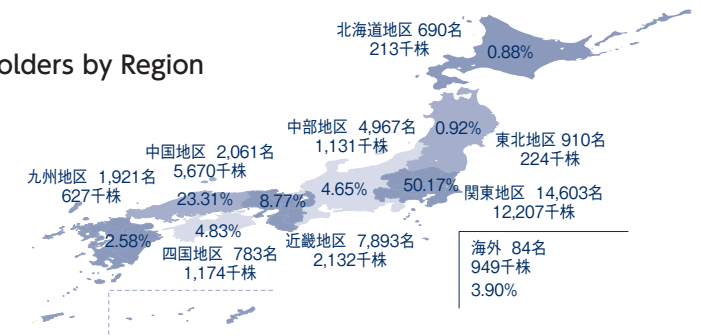 olders by Region
北海道地区 690名
213千株
0.88%
中部地区 4,967名
1,131千株
0.92%
東北地区 910名
224千株
中国地区 2,061名
5,670千株
九州地区 1,921名
627千株
23.31%
8.77%
4.65%
50.17%
関東地区 14,603名
12,207千株
2.58%
4.83%
四国地区 783名
1,174千株
近畿地区 7,893名
2,132千株
海外 84名
949千株
3.90%